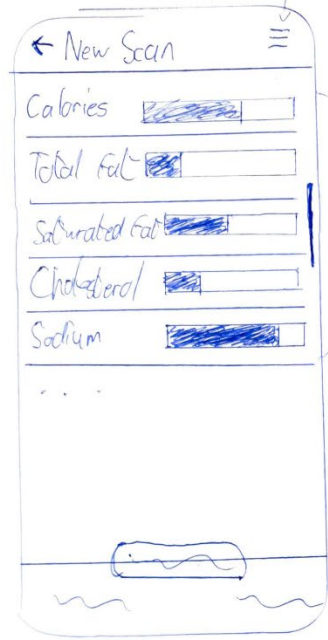 ← New Scan
Calories
Total Fat
Saturated Fat
Cholesterol
Sodium
. . .